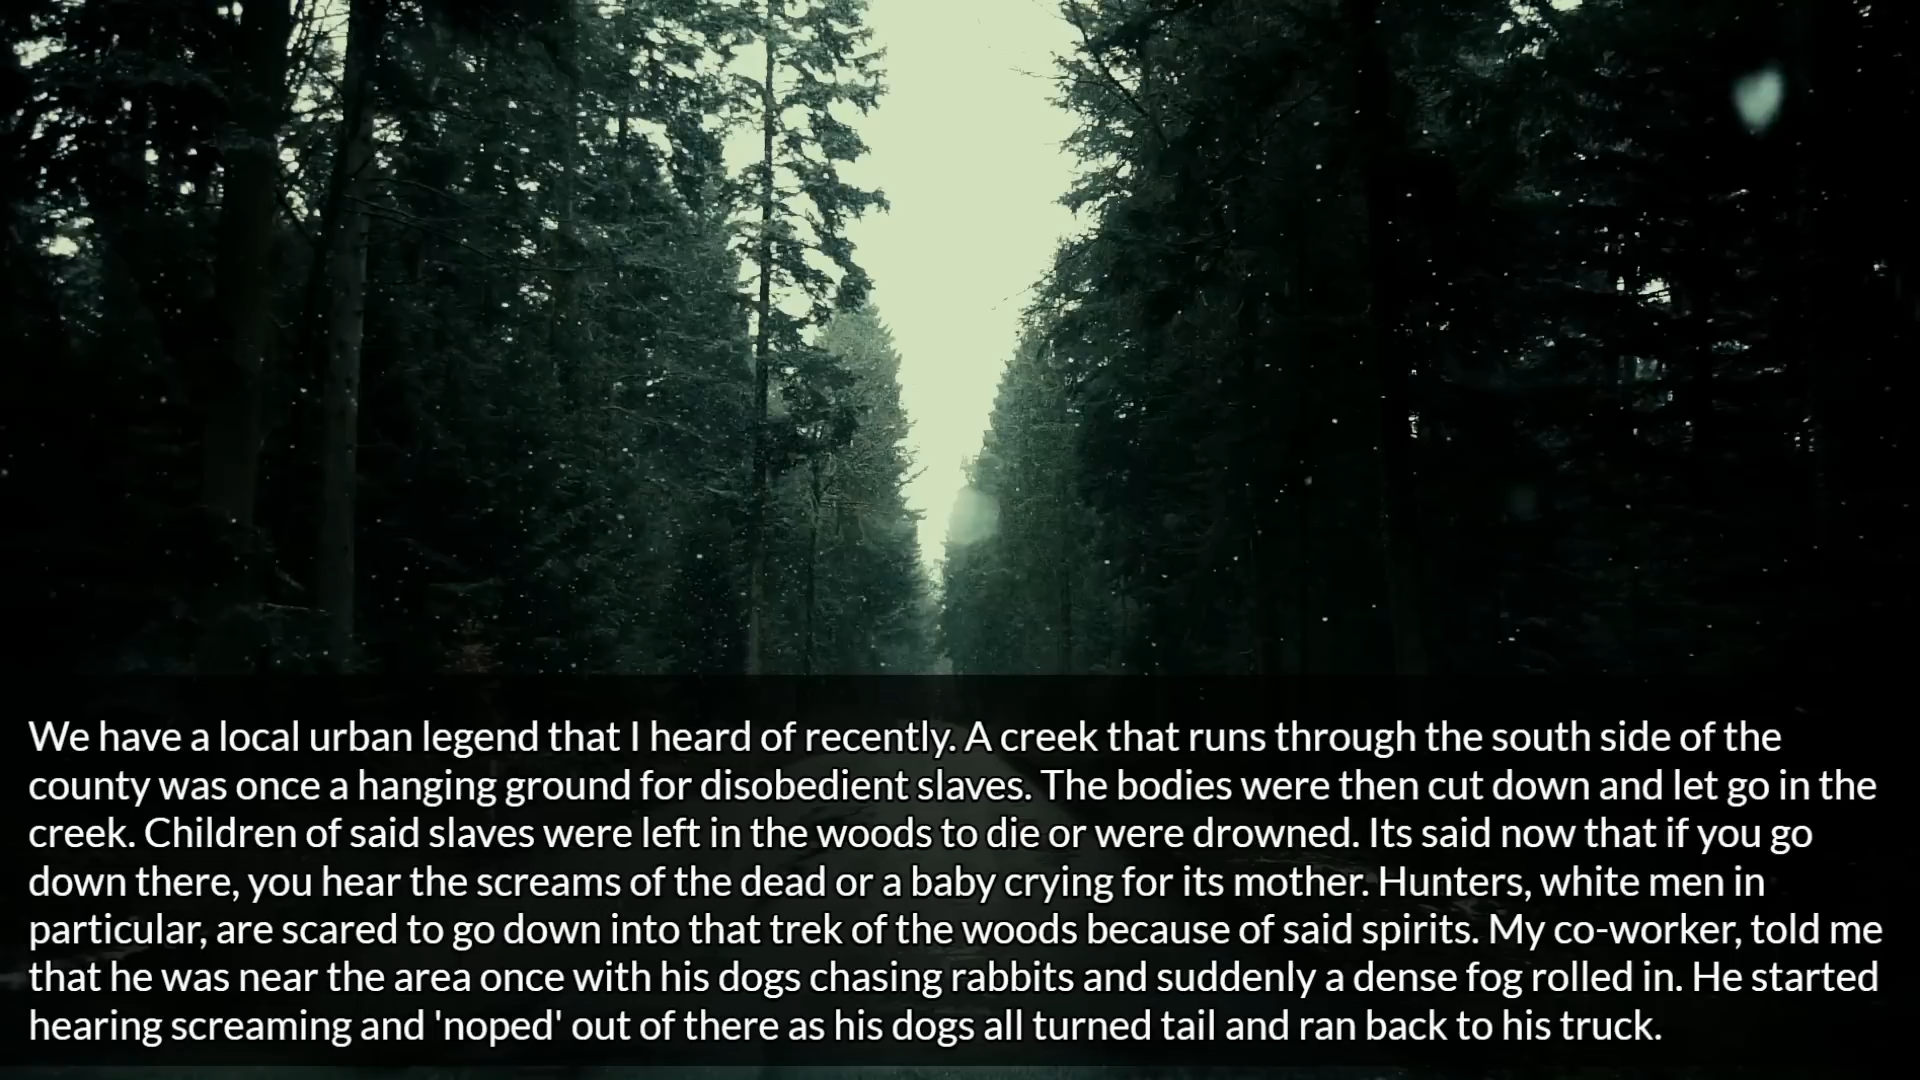 We have a local urban legend that I heard of recently. A creek that runs through the south side of the
county was once a hanging ground for disobedient slaves. The bodies were then cut down and let go in the
creek. Children of said slaves were left in the woods to die or were drowned. Its said now that if you go
down there, you hear the screams of the dead or a baby crying for its mother. Hunters, white men in
particular, are scared to go down into that trek of the woods because of said spirits. My co-worker, told me
that he was near the area once with his dogs chasing rabbits and suddenly a dense fog rolled in. He started
hearing screaming and 'noped' out of there as his dogs all turned tail and ran back to his truck.